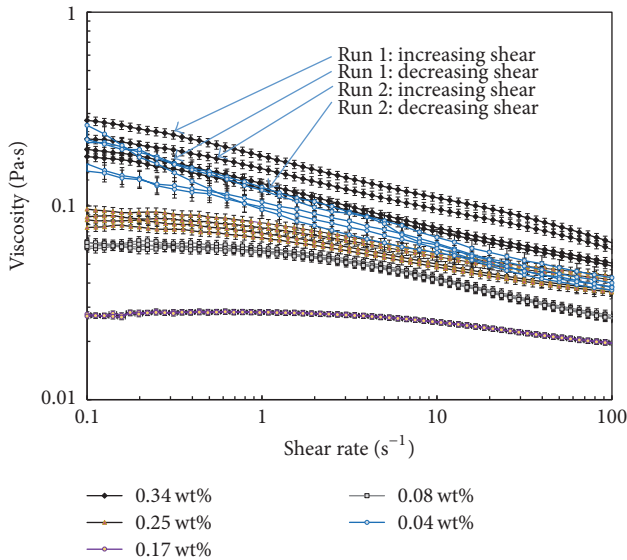 1
0.1
0.01
Viscosity (Pa·s)
Run 1: increasing shear
Run 1: decreasing shear
Run 2: increasing shear
Run 2: decreasing shear
0.1 1 10 100
Shear rate (s⁻¹)
0.34 wt% 0.08 wt%
0.25 wt% 0.04 wt%
0.17 wt%